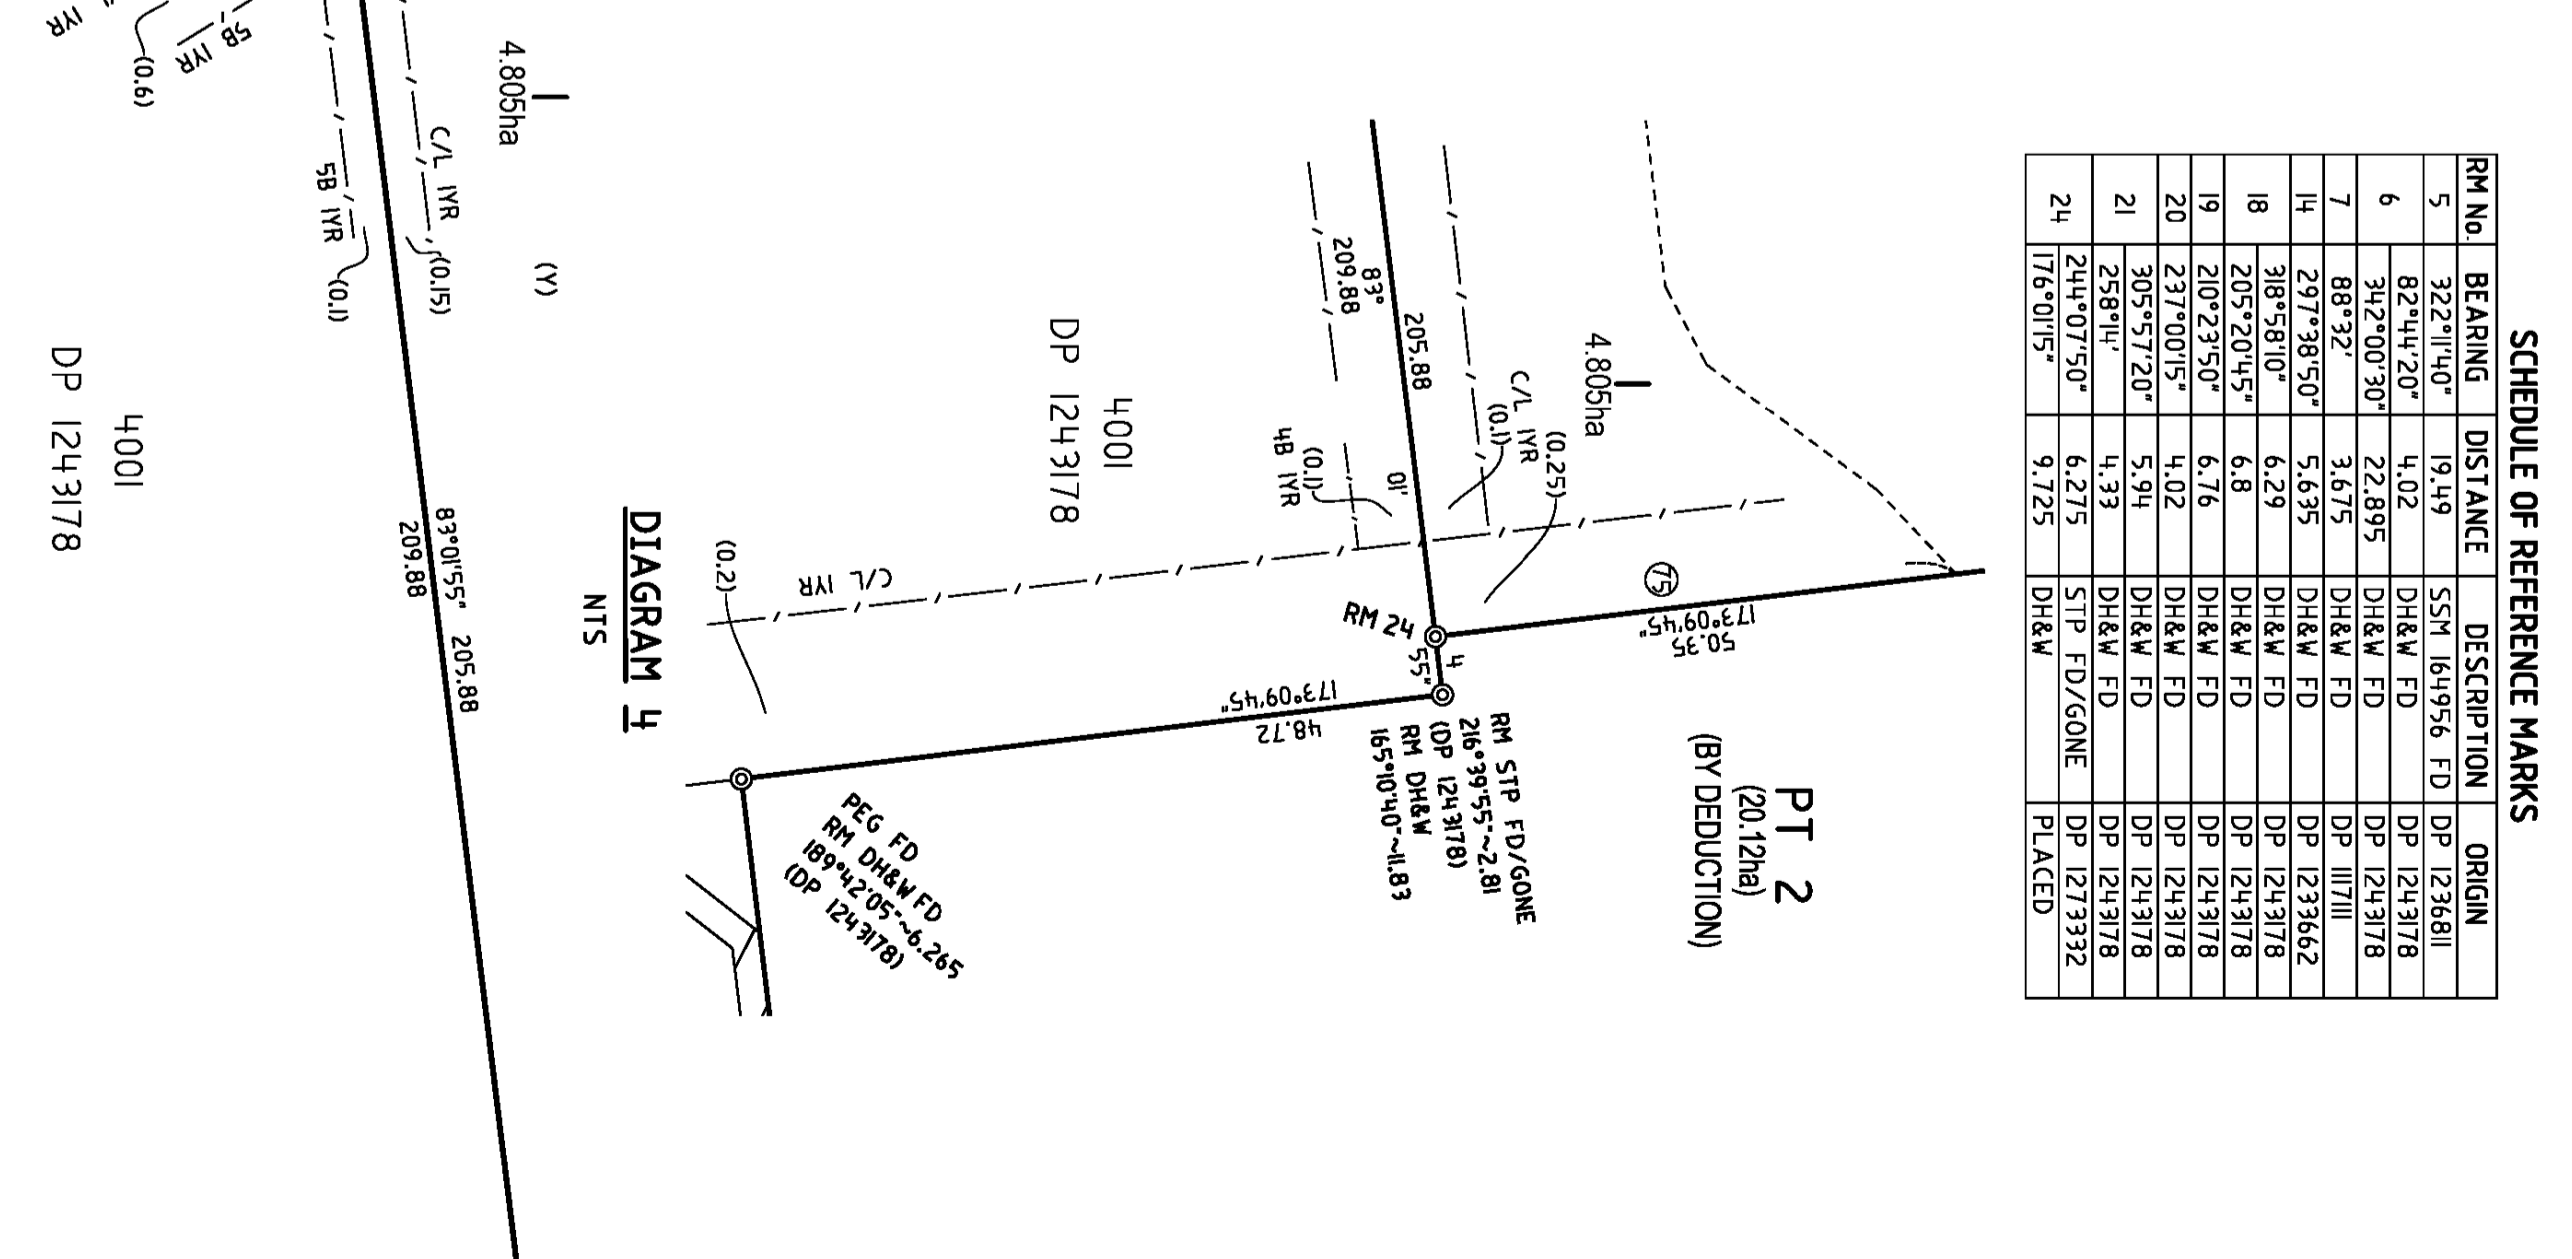 SCHEDULE OF REFERENCE MARKS
RM No. BEARING DISTANCE DESCRIPTION ORIGIN
5 322°11'40" 19.49 SSM 164956 FD DP 1236811
6 82°44'20" 4.02 DH&W FD DP 1243178
342°00'30" 22.895 DH&W FD DP 1243178
7 88°32' 3.675 DH&W FD DP 1117111
14 297°38'50" 5.635 DH&W FD DP 1233662
18 318°58'10" 6.29 DH&W FD DP 1243178
205°20'45" 6.8 DH&W FD DP 1243178
19 210°23'50" 6.76 DH&W FD DP 1243178
20 237°00'15" 4.02 DH&W FD DP 1243178
21 305°57'20" 5.94 DH&W FD DP 1243178
258°14' 4.33 DH&W FD DP 1243178
24 244°07'50" 6.275 STP FD/GONE DP 1273332
176°01'15" 9.725 DH&W PLACED
PT 2
(20.12ha)
(BY DEDUCTION)
75
173°09'45"
50.35
4.805ha
(0.25)
C/L 1YR
(0.1)
205.88
83° 01' 55"
4
209.88
(0.1)
4B 1YR
RM 24
RM STP FD/GONE
216°39'55"~2.81
(DP 1243178)
RM DH&W
165°10'40"~11.83
173°09'45"
48.72
4001
DP 1243178
C/L 1YR
(0.2)
PEG FD
RM DH&W FD
189°42'05"~6.265
(DP 1243178)
DIAGRAM 4
NTS
4.805ha
(Y)
C/L 1YR
(0.15)
5B 1YR
(0.1)
83°01'55" 205.88
209.88
5B
1YR
(0.6)
1YR
4001
DP 1243178